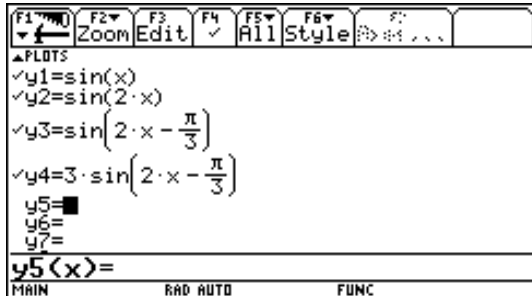 F1 F2 F3 F4 F5 F6
Zoom Edit ✓ All Style
▲PLOTS
✓y1=sin(x)
✓y2=sin(2·x)
✓y3=sin(2·x-π/3)
✓y4=3·sin(2·x-π/3)
y5=
y6=
y7=
y5(x)=
MAIN RAD AUTO FUNC